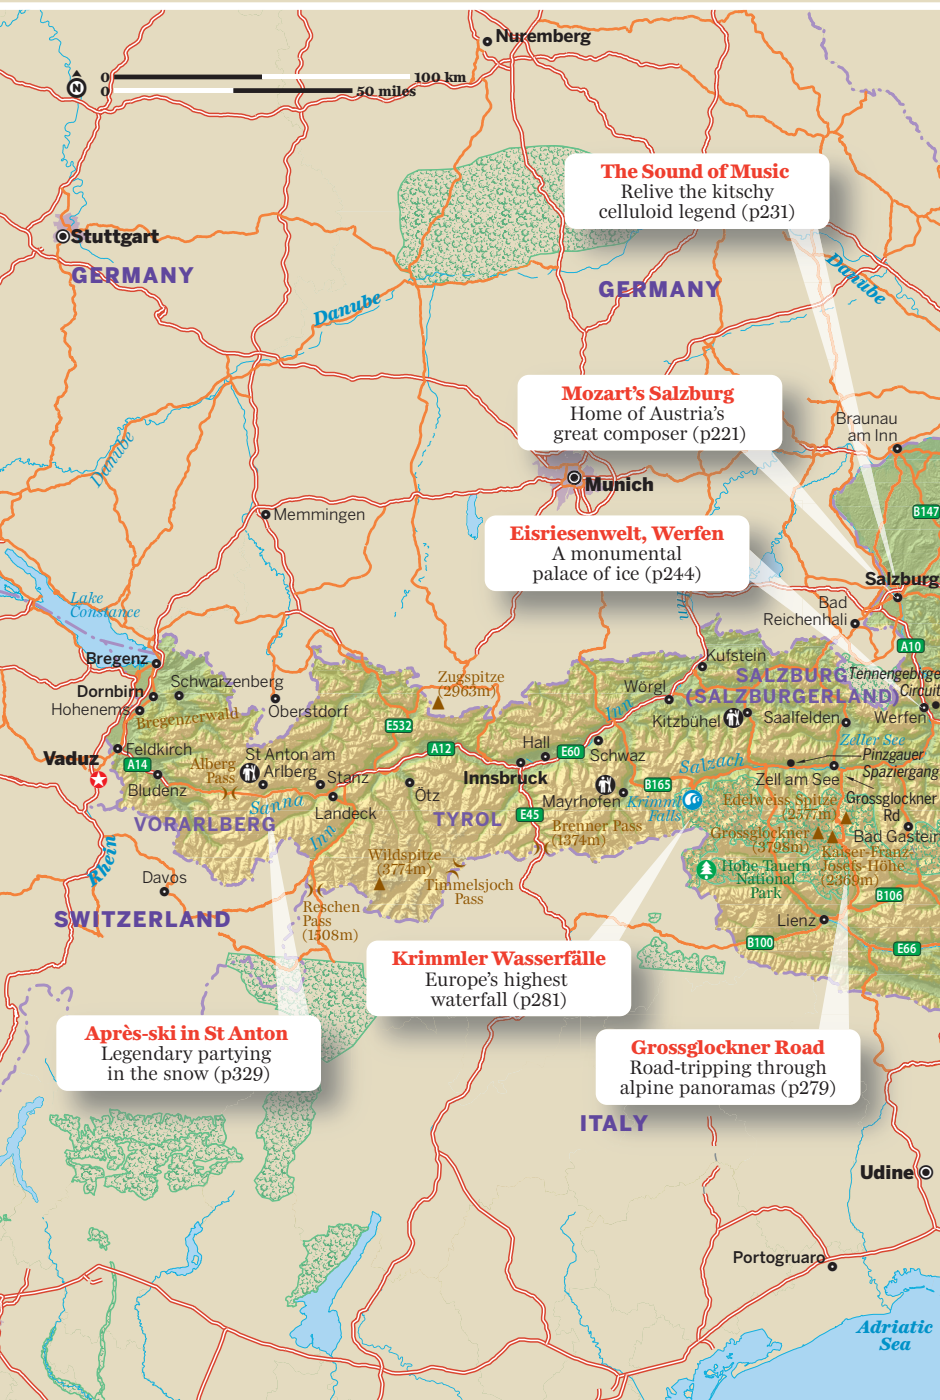 Nuremberg
N
0 100 km
0 50 miles
The Sound of Music
Relive the kitschy
celluloid legend (p231)
Stuttgart
GERMANY
GERMANY
Danube
Danube
Mozart's Salzburg
Home of Austria's
great composer (p221)
Braunau
am Inn
Danube
Munich
B147
Memmingen
Eisriesenwelt, Werfen
A monumental
palace of ice (p244)
Salzburg
Inn
Lake
Constance
Bad
Reichenhall
A10
Bregenz
Kufstein
SALZBURG
(SALZBURGERLAND)
Tennengebirge
Circuit
Schwarzenberg
Dornbirn
Hohenems
Bregenzerwald
Oberstdorf
Zugspitze
(2963m)
Wörgl
Inn
Kitzbühel
Saalfelden
Werfen
E532
Zeller See
Feldkirch
Vaduz
A14
Alberg
Pass
St Anton am
Arlberg
A12
Hall
E60
Schwaz
Innsbruck
Salzach
Pinzgauer
Spaziergang
Zell am See
Bludenz
Stanz
Ötz
Mayrhofen
B165
Krimml
Falls
Edelweiss Spitze
(2577m)
Grossglockner
Rd
Sanna
Landeck
VORARLBERG
Inn
TYROL
E45
Brenner Pass
(1374m)
Grossglockner
(3798m)
Bad Gastein
Kaiser-Franz-
Josefs-Höhe
(2369m)
Rhein
Wildspitze
(3774m)
Timmelsjoch
Pass
Hohe Tauern
National
Park
Davos
B106
SWITZERLAND
Reschen
Pass
(1508m)
Lienz
B100
E66
Krimmler Wasserfälle
Europe's highest
waterfall (p281)
Après-ski in St Anton
Legendary partying
in the snow (p329)
Grossglockner Road
Road-tripping through
alpine panoramas (p279)
ITALY
Udine
Portogruaro
Adriatic
Sea